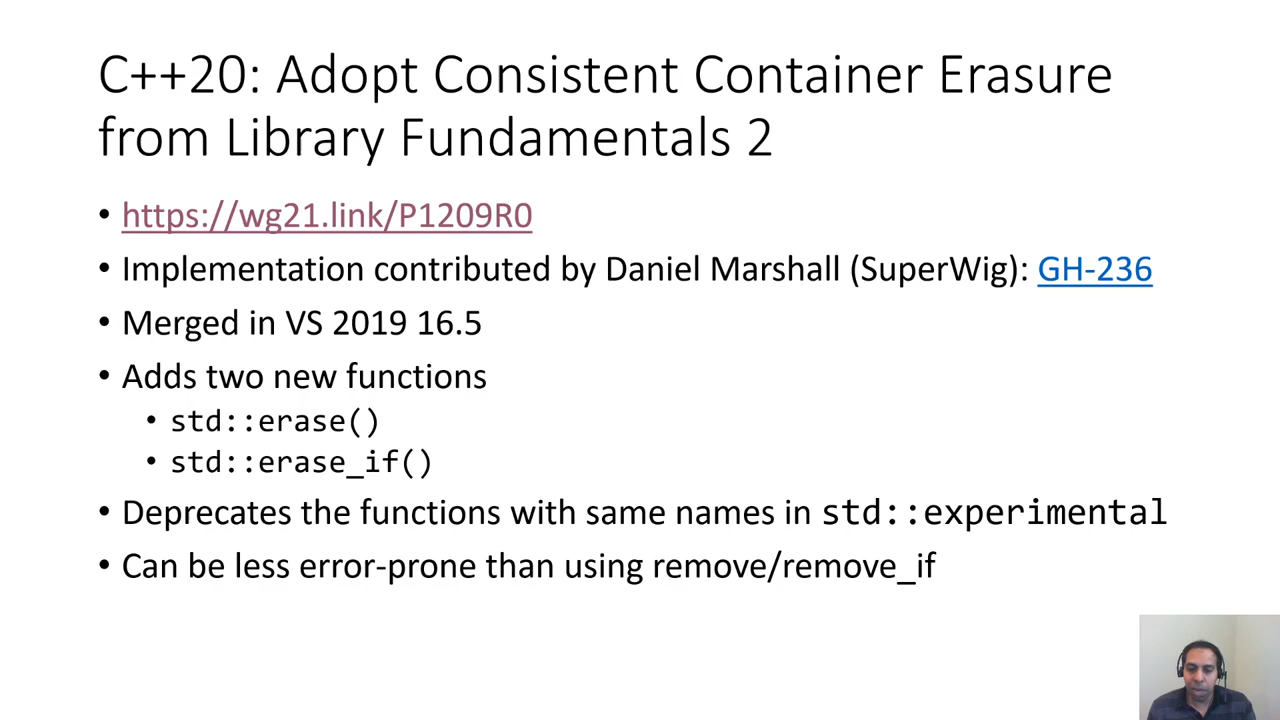 C++20: Adopt Consistent Container Erasure
from Library Fundamentals 2
• https://wg21.link/P1209R0
• Implementation contributed by Daniel Marshall (SuperWig): GH-236
• Merged in VS 2019 16.5
• Adds two new functions
• std::erase()
• std::erase_if()
• Deprecates the functions with same names in std::experimental
• Can be less error-prone than using remove/remove_if